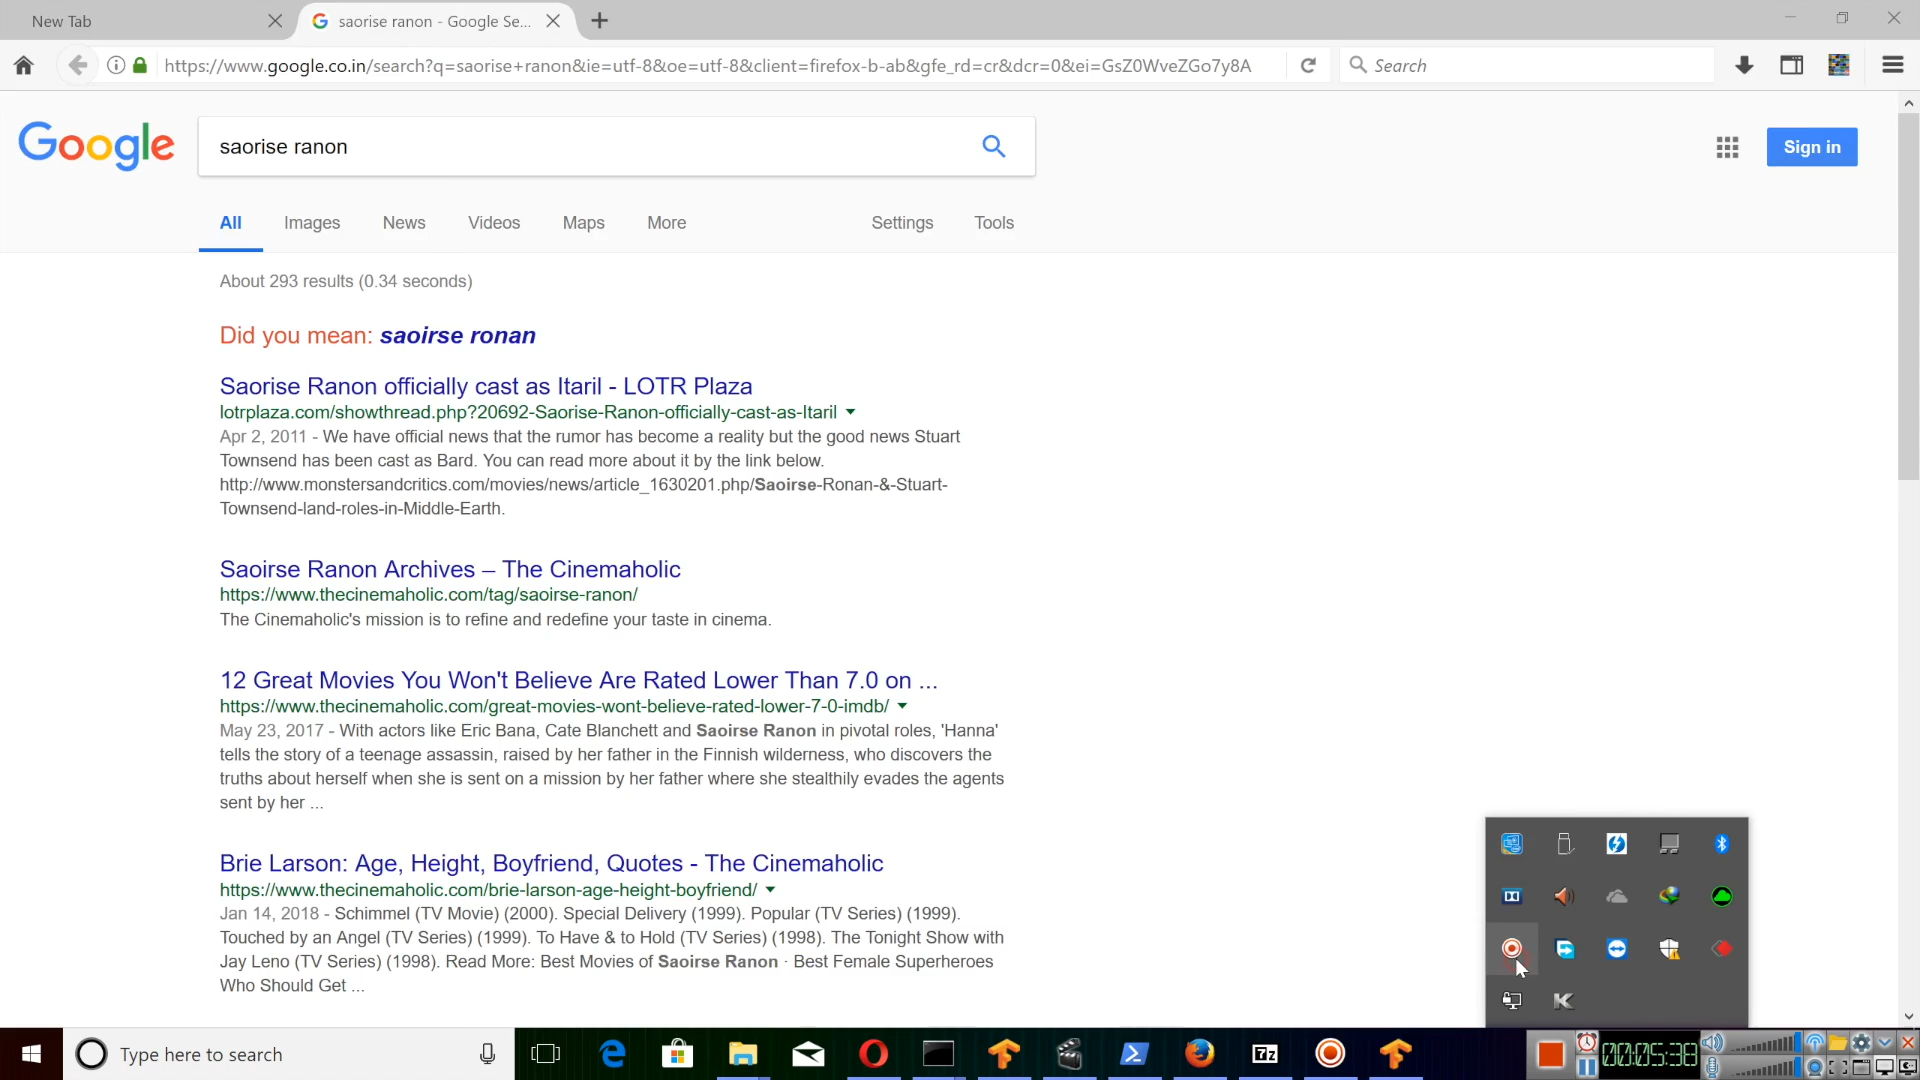 New Tab
saorise ranon - Google Se...
https://www.google.co.in/search?q=saorise+ranon&ie=utf-8&oe=utf-8&client=firefox-b-ab&gfe_rd=cr&dcr=0&ei=GsZ0WveZGo7y8A
Search
Google
saorise ranon
Sign in
All Images News Videos Maps More Settings Tools
About 293 results (0.34 seconds)
Did you mean: saoirse ronan
Saorise Ranon officially cast as Itaril - LOTR Plaza
lotrplaza.com/showthread.php?20692-Saorise-Ranon-officially-cast-as-Itaril
Apr 2, 2011 - We have official news that the rumor has become a reality but the good news Stuart
Townsend has been cast as Bard. You can read more about it by the link below.
http://www.monstersandcritics.com/movies/news/article_1630201.php/Saoirse-Ronan-&-Stuart-
Townsend-land-roles-in-Middle-Earth.
Saoirse Ranon Archives – The Cinemaholic
https://www.thecinemaholic.com/tag/saoirse-ranon/
The Cinemaholic's mission is to refine and redefine your taste in cinema.
12 Great Movies You Won't Believe Are Rated Lower Than 7.0 on ...
https://www.thecinemaholic.com/great-movies-wont-believe-rated-lower-7-0-imdb/
May 23, 2017 - With actors like Eric Bana, Cate Blanchett and Saoirse Ranon in pivotal roles, 'Hanna'
tells the story of a teenage assassin, raised by her father in the Finnish wilderness, who discovers the
truths about herself when she is sent on a mission by her father where she stealthily evades the agents
sent by her ...
Brie Larson: Age, Height, Boyfriend, Quotes - The Cinemaholic
https://www.thecinemaholic.com/brie-larson-age-height-boyfriend/
Jan 14, 2018 - Schimmel (TV Movie) (2000). Special Delivery (1999). Popular (TV Series) (1999).
Touched by an Angel (TV Series) (1999). To Have & to Hold (TV Series) (1998). The Tonight Show with
Jay Leno (TV Series) (1998). Read More: Best Movies of Saoirse Ranon · Best Female Superheroes
Who Should Get ...
Type here to search
7z
00:05:38